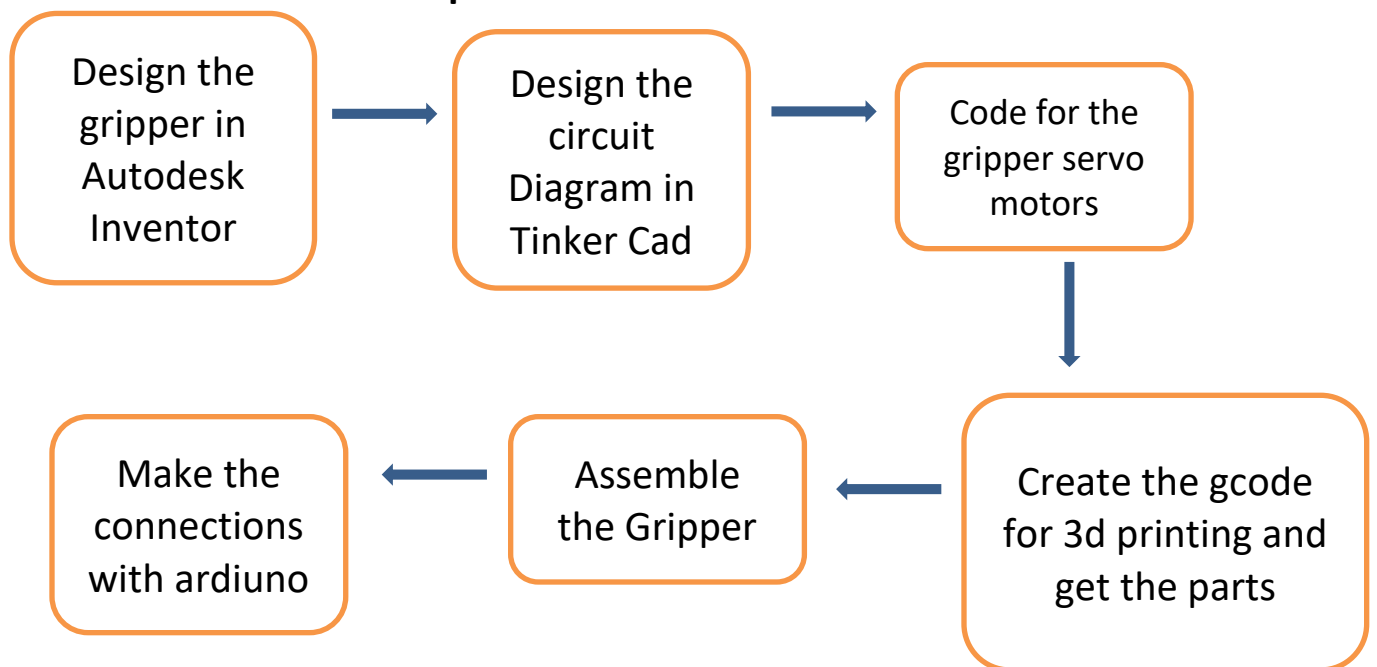 Design the
gripper in
Autodesk
Inventor
Design the
circuit
Diagram in
Tinker Cad
Code for the
gripper servo
motors
Create the gcode
for 3d printing and
get the parts
Assemble
the Gripper
Make the
connections
with ardiuno